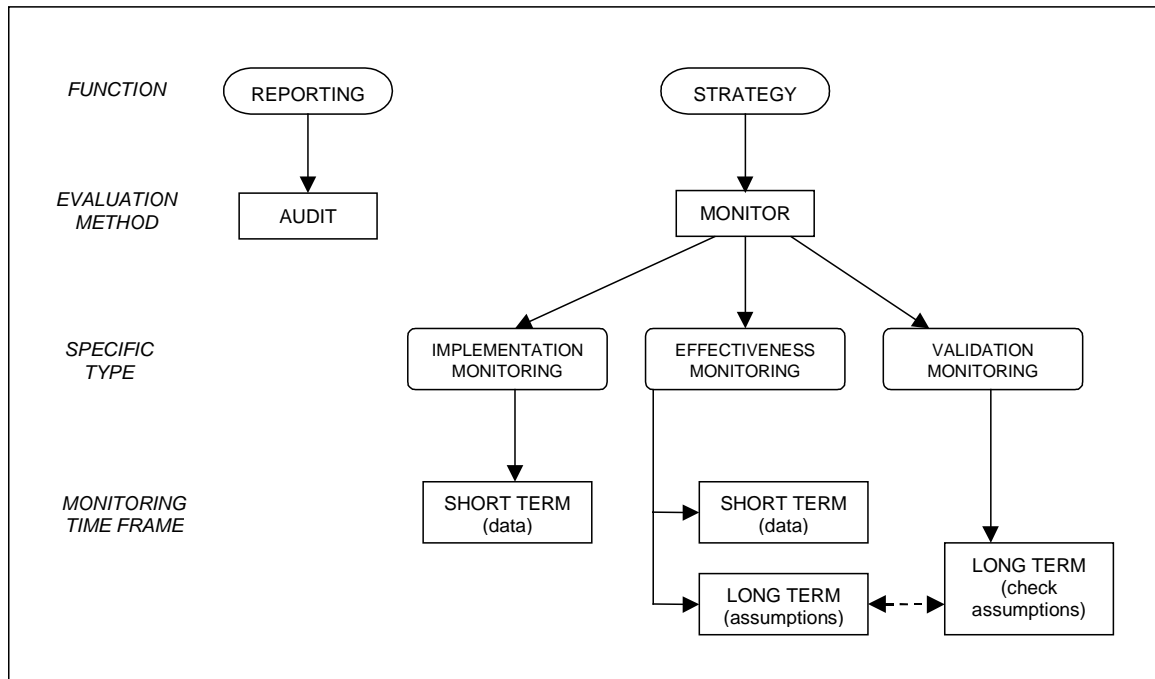 FUNCTION
REPORTING
STRATEGY
EVALUATION
METHOD
AUDIT
MONITOR
SPECIFIC
TYPE
IMPLEMENTATION
MONITORING
EFFECTIVENESS
MONITORING
VALIDATION
MONITORING
MONITORING
TIME FRAME
SHORT TERM
(data)
SHORT TERM
(data)
LONG TERM
(assumptions)
LONG TERM
(check
assumptions)